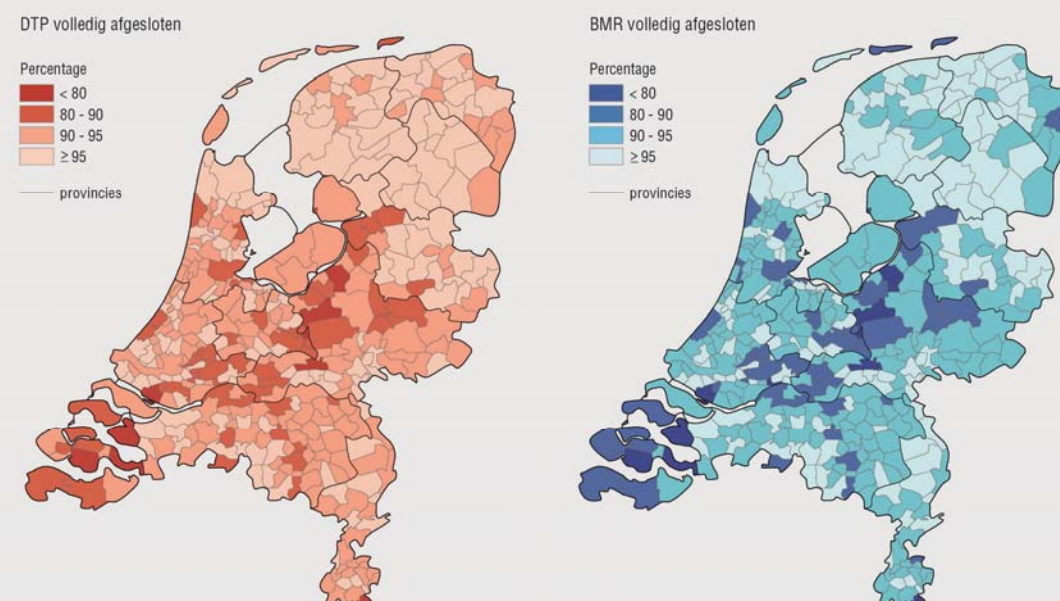 DTP volledig afgesloten
Percentage
< 80
80 - 90
90 - 95
≥ 95
provincies
BMR volledig afgesloten
Percentage
< 80
80 - 90
90 - 95
≥ 95
provincies